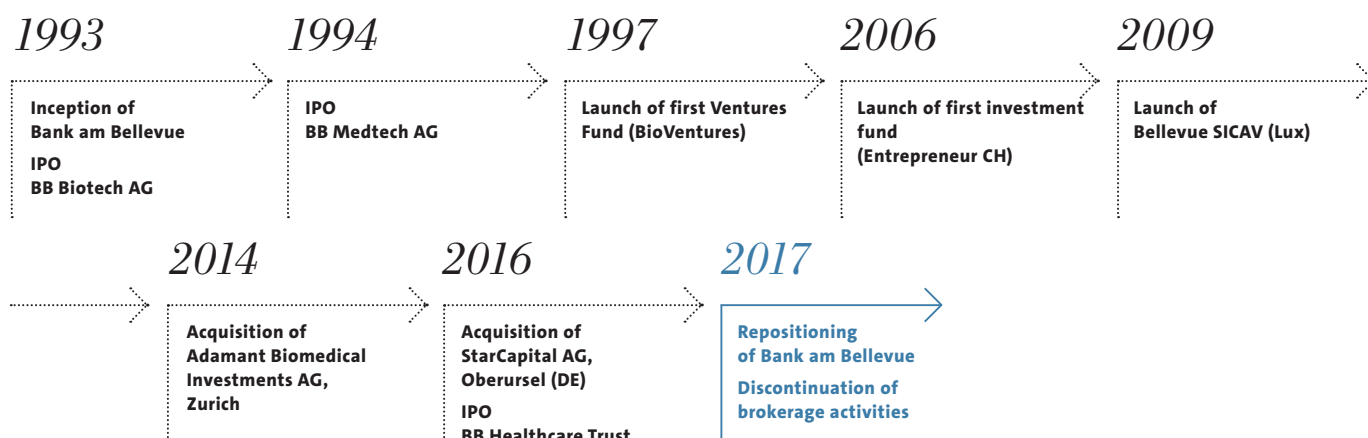 1993
Inception of
Bank am Bellevue
IPO
BB Biotech AG
1994
IPO
BB Medtech AG
1997
Launch of first Ventures
Fund (BioVentures)
2006
Launch of first investment
fund
(Entrepreneur CH)
2009
Launch of
Bellevue SICAV (Lux)
2014
Acquisition of
Adamant Biomedical
Investments AG,
Zurich
2016
Acquisition of
StarCapital AG,
Oberursel (DE)
IPO
BB Healthcare Trust
2017
Repositioning
of Bank am Bellevue
Discontinuation of
brokerage activities